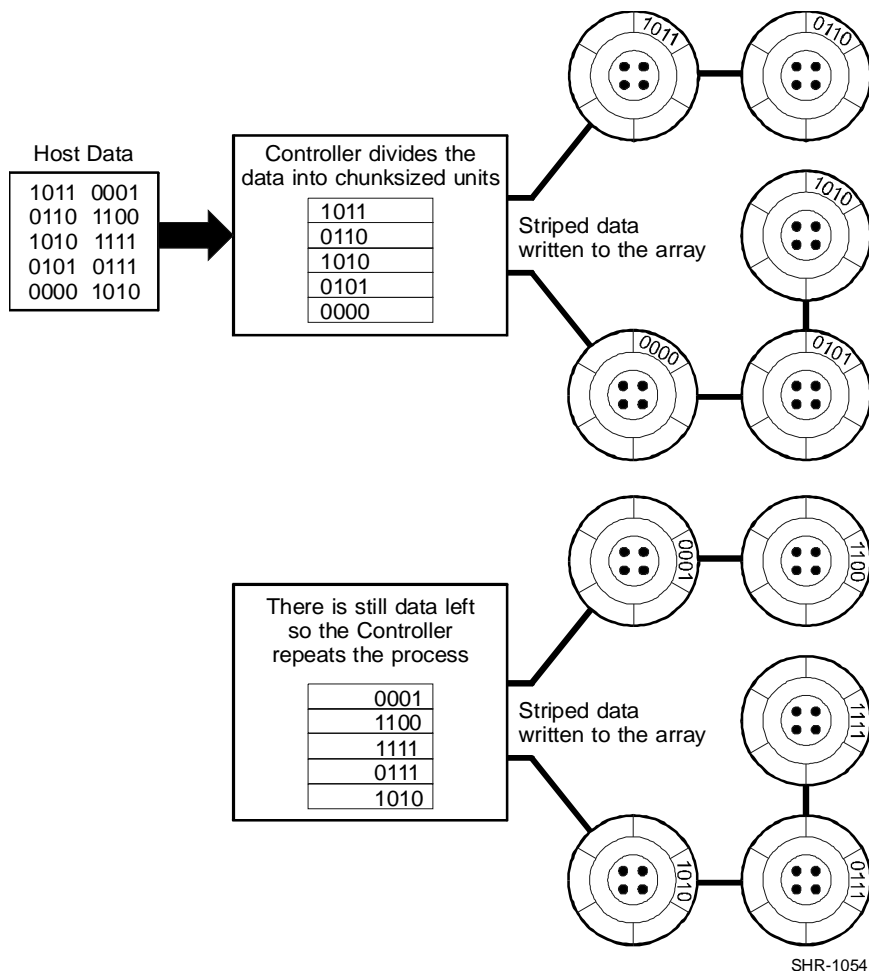 1011
0110
Host Data
1011 0001
0110 1100
1010 1111
0101 0111
0000 1010
Controller divides the
data into chunksized units
1011
0110
1010
0101
0000
Striped data
written to the array
1010
0000
0101
0001
1100
There is still data left
so the Controller
repeats the process
0001
1100
1111
0111
1010
Striped data
written to the array
1111
1010
0111
SHR-1054